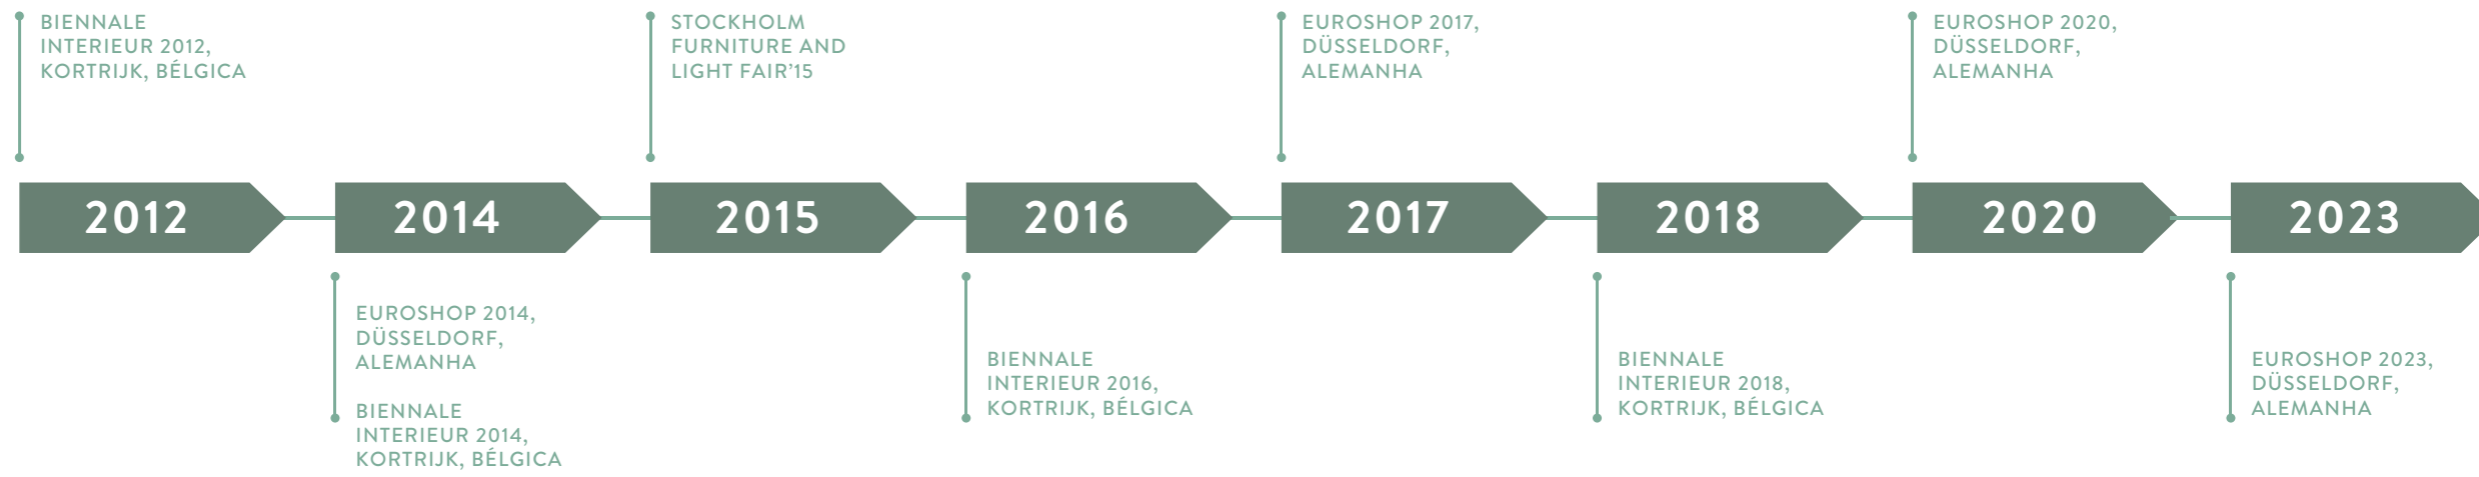 BIENNALE
INTERIEUR 2012,
KORTRIJK, BÉLGICA
STOCKHOLM
FURNITURE AND
LIGHT FAIR'15
EUROSHOP 2017,
DÜSSELDORF,
ALEMANHA
EUROSHOP 2020,
DÜSSELDORF,
ALEMANHA
2012
2014
2015
2016
2017
2018
2020
2023
EUROSHOP 2014,
DÜSSELDORF,
ALEMANHA
BIENNALE
INTERIEUR 2014,
KORTRIJK, BÉLGICA
BIENNALE
INTERIEUR 2016,
KORTRIJK, BÉLGICA
BIENNALE
INTERIEUR 2018,
KORTRIJK, BÉLGICA
EUROSHOP 2023,
DÜSSELDORF,
ALEMANHA